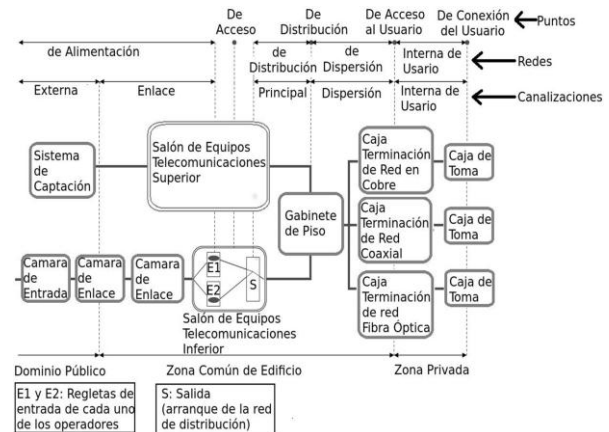 De
Acceso
De
Distribución
De Acceso
al Usuario
De Conexión
del Usuario
Puntos
de Alimentación
de
Distribución
de
Dispersión
Interna de
Usario
Redes
Externa
Enlace
Principal
Dispersión
Interna de
Usario
Canalizaciones
Sistema
de
Captación
Salón de Equipos
Telecomunicaciones
Superior
Caja
Terminación
de Red en
Cobre
Caja de
Toma
Gabinete
de Piso
Caja
Terminación
de Red
Coaxial
Caja de
Toma
Camara
de
Entrada
Camara
de
Enlace
Camara
de
Enlace
E1
E2
S
Caja
Terminación
de red
Fibra Óptica
Caja de
Toma
Salón de Equipos
Telecomunicaciones
Inferior
Dominio Público
Zona Común de Edificio
Zona Privada
E1 y E2: Regletas de
entrada de cada uno
de los operadores
S: Salida
(arranque de la red
de distribución)